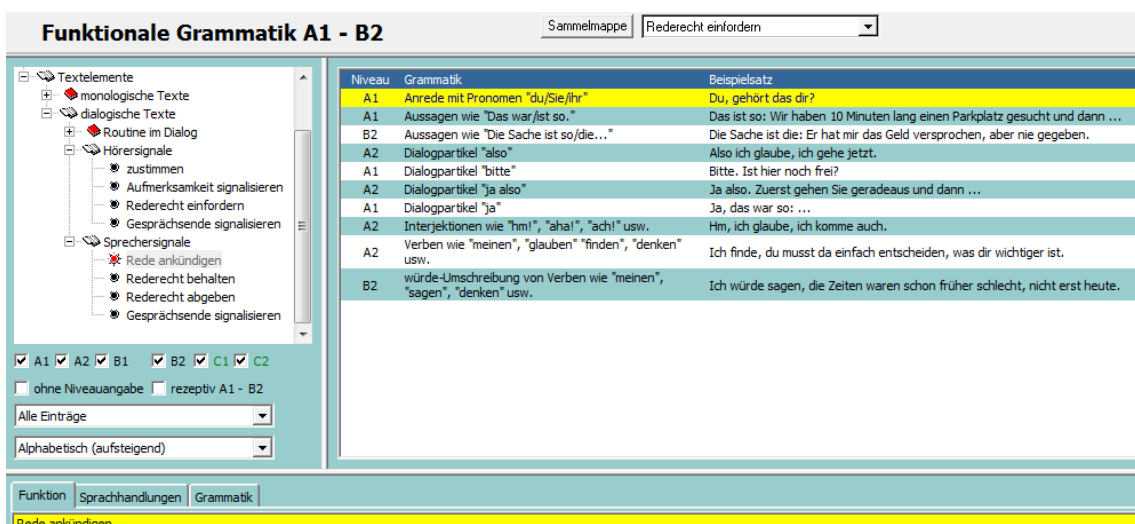 Funktionale Grammatik A1 - B2
Sammelmappe
Rederecht einfordern
Textelemente
monologische Texte
dialogische Texte
Routine im Dialog
Hörersignale
zustimmen
Aufmerksamkeit signalisieren
Rederecht einfordern
Gesprächsende signalisieren
Sprechersignale
Rede ankündigen
Rederecht behalten
Rederecht abgeben
Gesprächsende signalisieren
A1 A2 B1 B2 C1 C2
ohne Niveauangabe rezeptiv A1 - B2
Alle Einträge
Alphabetisch (aufsteigend)
Niveau Grammatik Beispielsatz
A1 Anrede mit Pronomen "du/Sie/ihr" Du, gehört das dir?
A1 Aussagen wie "Das war/ist so." Das ist so: Wir haben 10 Minuten lang einen Parkplatz gesucht und dann ...
B2 Aussagen wie "Die Sache ist so/die..." Die Sache ist die: Er hat mir das Geld versprochen, aber nie gegeben.
A2 Dialogpartikel "also" Also ich glaube, ich gehe jetzt.
A1 Dialogpartikel "bitte" Bitte. Ist hier noch frei?
A2 Dialogpartikel "ja also" Ja also. Zuerst gehen Sie geradeaus und dann ...
A1 Dialogpartikel "ja" Ja, das war so: ...
A2 Interjektionen wie "hm!", "aha!", "ach!" usw. Hm, ich glaube, ich komme auch.
A2 Verben wie "meinen", "glauben" "finden", "denken"
usw. Ich finde, du musst da einfach entscheiden, was dir wichtiger ist.
B2 würde-Umschreibung von Verben wie "meinen",
"sagen", "denken" usw. Ich würde sagen, die Zeiten waren schon früher schlecht, nicht erst heute.
Funktion Sprachhandlungen Grammatik
Rede ankündigen